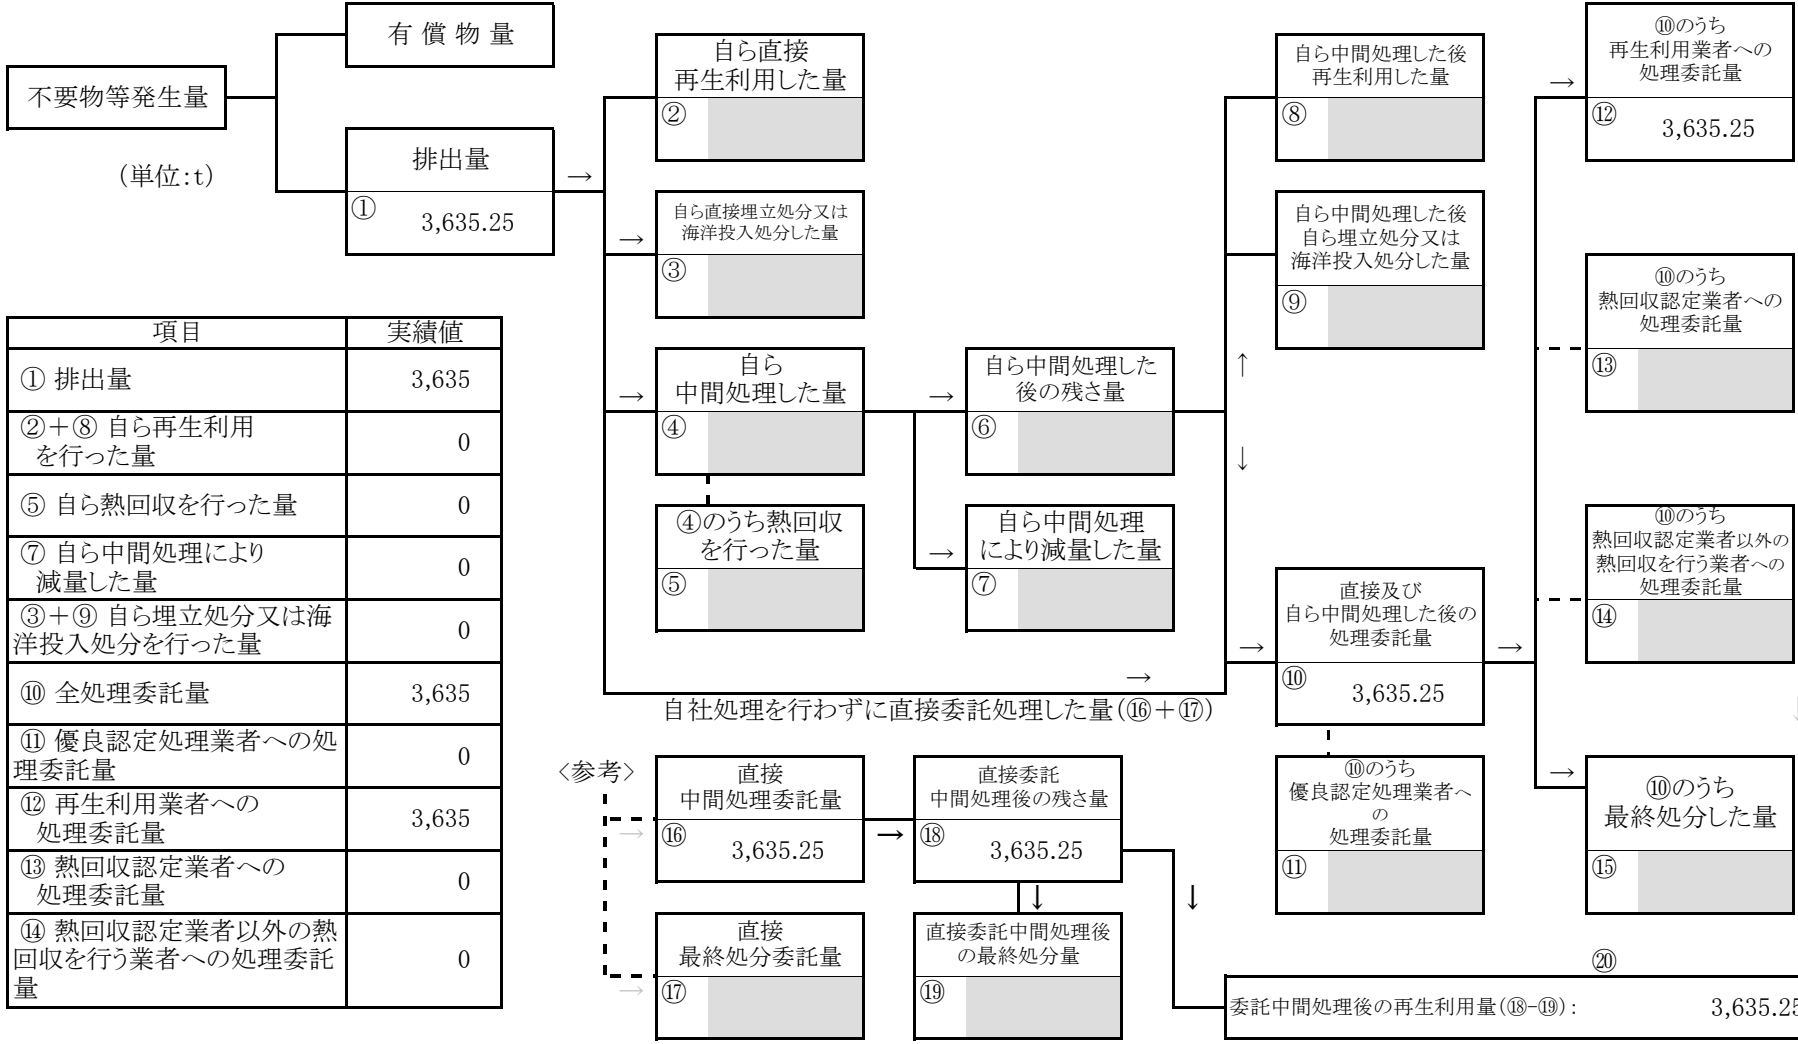 有 償 物 量
不要物等発生量
(単位:t)
排出量
①
3,635.25
→
自ら直接
再生利用した量
②
→
自ら直接埋立処分又は
海洋投入処分した量
③
→
自ら
中間処理した量
④
④のうち熱回収
を行った量
⑤
→
自ら中間処理した
後の残さ量
⑥
→
自ら中間処理
により減量した量
⑦
自ら中間処理した後
再生利用した量
⑧
自ら中間処理した後
自ら埋立処分又は
海洋投入処分した量
⑨
↑
↓
→
自社処理を行わずに直接委託処理した量(⑯+⑰)
→
直接及び
自ら中間処理した後の
処理委託量
⑩
3,635.25
→
⑩のうち
優良認定処理業者へ
の
処理委託量
⑪
→
⑩のうち
再生利用業者への
処理委託量
⑫
3,635.25
⑩のうち
熱回収認定業者への
処理委託量
⑬
⑩のうち
熱回収認定業者以外の
熱回収を行う業者への
処理委託量
⑭
→
⑩のうち
最終処分した量
⑮
項目 実績値
① 排出量 3,635
②+⑧ 自ら再生利用
を行った量 0
⑤ 自ら熱回収を行った量 0
⑦ 自ら中間処理により
減量した量 0
③+⑨ 自ら埋立処分又は海
洋投入処分を行った量 0
⑩ 全処理委託量 3,635
⑪ 優良認定処理業者への処
理委託量 0
⑫ 再生利用業者への
処理委託量 3,635
⑬ 熱回収認定業者への
処理委託量 0
⑭ 熱回収認定業者以外の熱
回収を行う業者への処理委託
量 0
〈参考〉
→
直接
中間処理委託量
⑯
3,635.25
→
直接委託
中間処理後の残さ量
⑱
3,635.25
↓
↓
→
直接
最終処分委託量
⑰
直接委託中間処理後
の最終処分量
⑲
⑳
委託中間処理後の再生利用量(⑱-⑲): 3,635.25